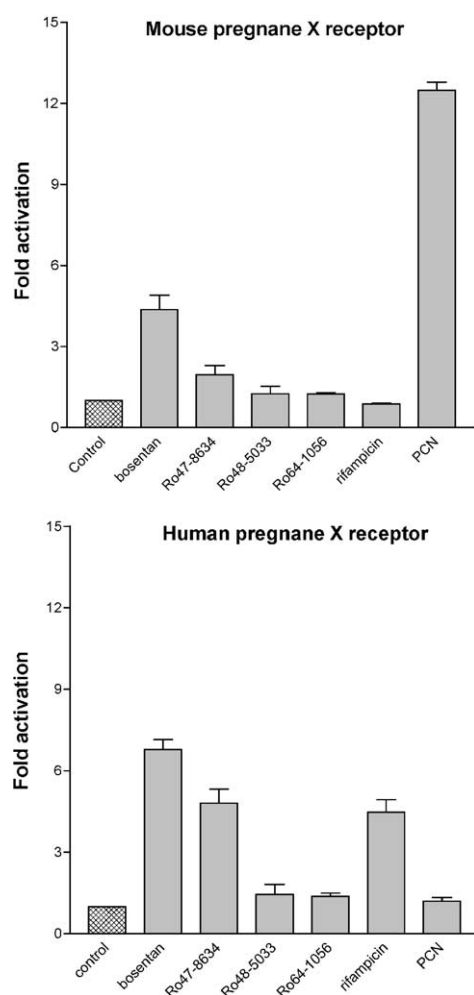 Mouse pregnane X receptor
Fold activation
15
12
9
6
3
0
Control
bosentan
Ro47-8634
Ro48-5033
Ro64-1056
rifampicin
PCN
Human pregnane X receptor
Fold activation
15
12
9
6
3
0
control
bosentan
Ro47-8634
Ro48-5033
Ro64-1056
rifampicin
PCN